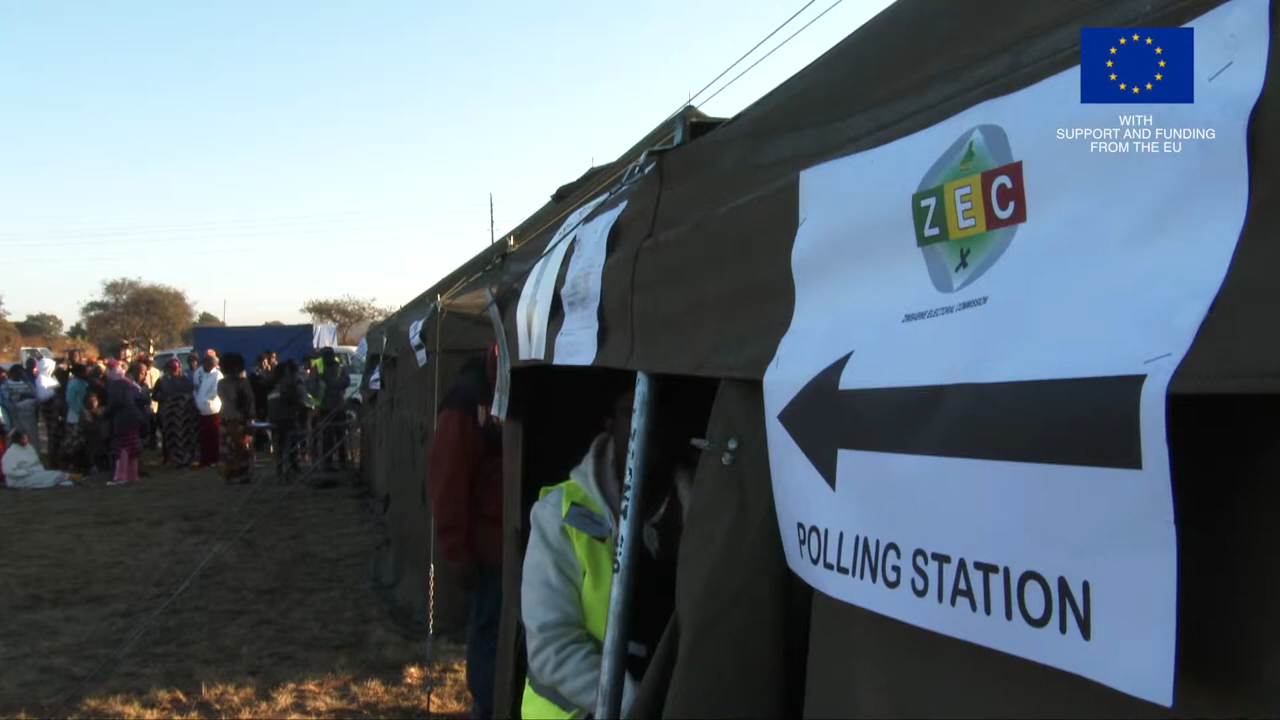 WITH
SUPPORT AND FUNDING
FROM THE EU
ZEC
ZIMBABWE ELECTORAL COMMISSION
POLLING STATION